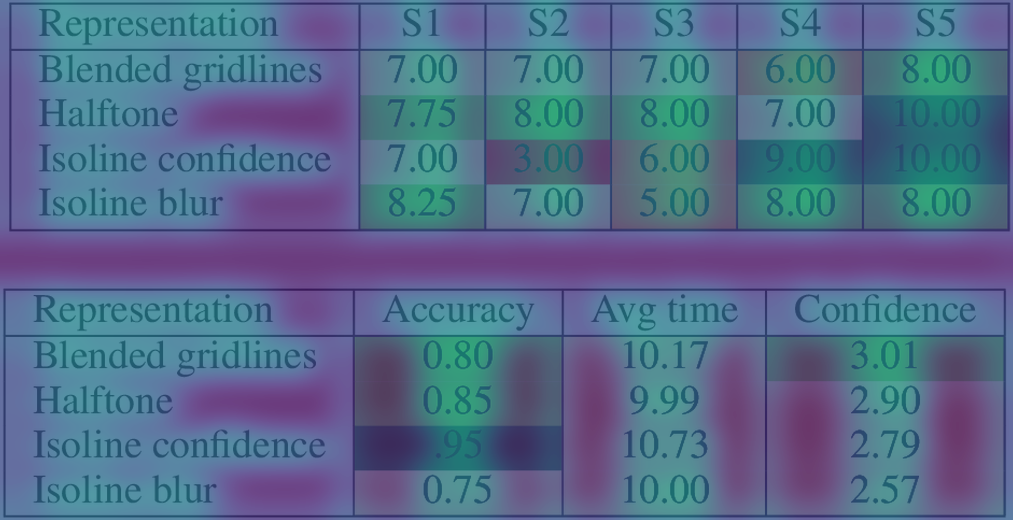 Representation S1 S2 S3 S4 S5
Blended gridlines 7.00 7.00 7.00 6.00 8.00
Halftone 7.75 8.00 8.00 7.00 10.00
Isoline confidence 7.00 3.00 6.00 9.00 10.00
Isoline blur 8.25 7.00 5.00 8.00 8.00
Representation Accuracy Avg time Confidence
Blended gridlines 0.80 10.17 3.01
Halftone 0.85 9.99 2.90
Isoline confidence .95 10.73 2.79
Isoline blur 0.75 10.00 2.57